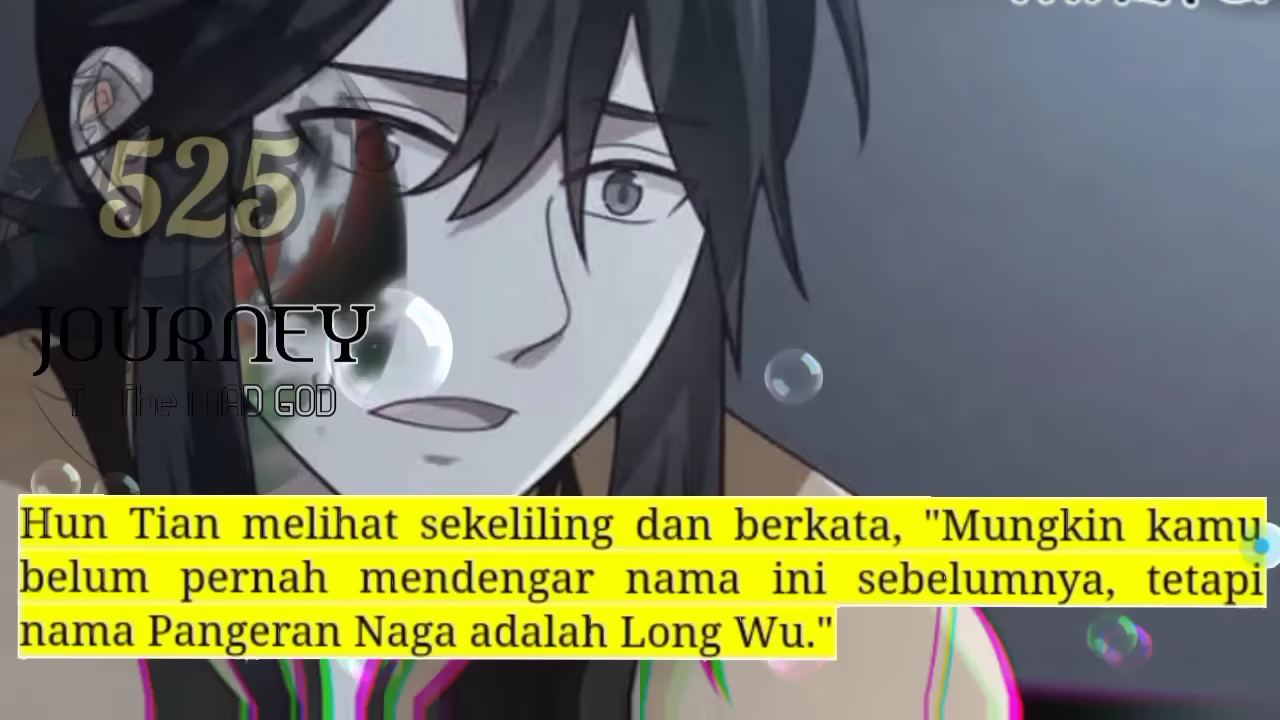 525
JOURNEY
To The MAD GOD
Hun Tian melihat sekeliling dan berkata, "Mungkin kamu
belum pernah mendengar nama ini sebelumnya, tetapi
nama Pangeran Naga adalah Long Wu."